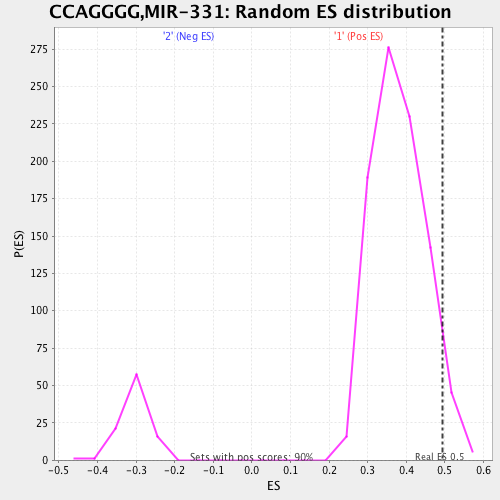 CCAGGGG,MIR-331: Random ES distribution
'2' (Neg ES)
'1' (Pos ES)
275
250
225
200
175
150
125
100
75
50
25
0
P(ES)
Sets with pos scores: 90%
Real ES 0.5
-0.5 -0.4 -0.3 -0.2 -0.1 0.0 0.1 0.2 0.3 0.4 0.5 0.6
ES